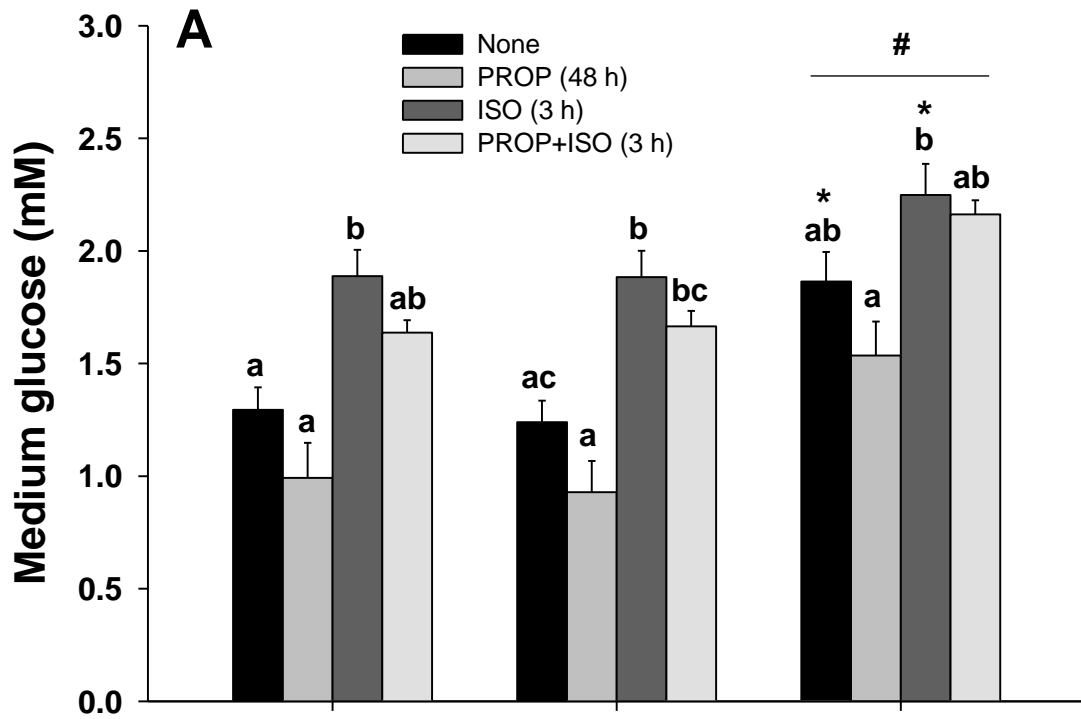 A
None
PROP (48 h)
ISO (3 h)
PROP+ISO (3 h)
#
Medium glucose (mM)
3.0
2.5
2.0
1.5
1.0
0.5
0.0
a
a
b
ab
ac
a
b
bc
*
ab
a
*
b
ab